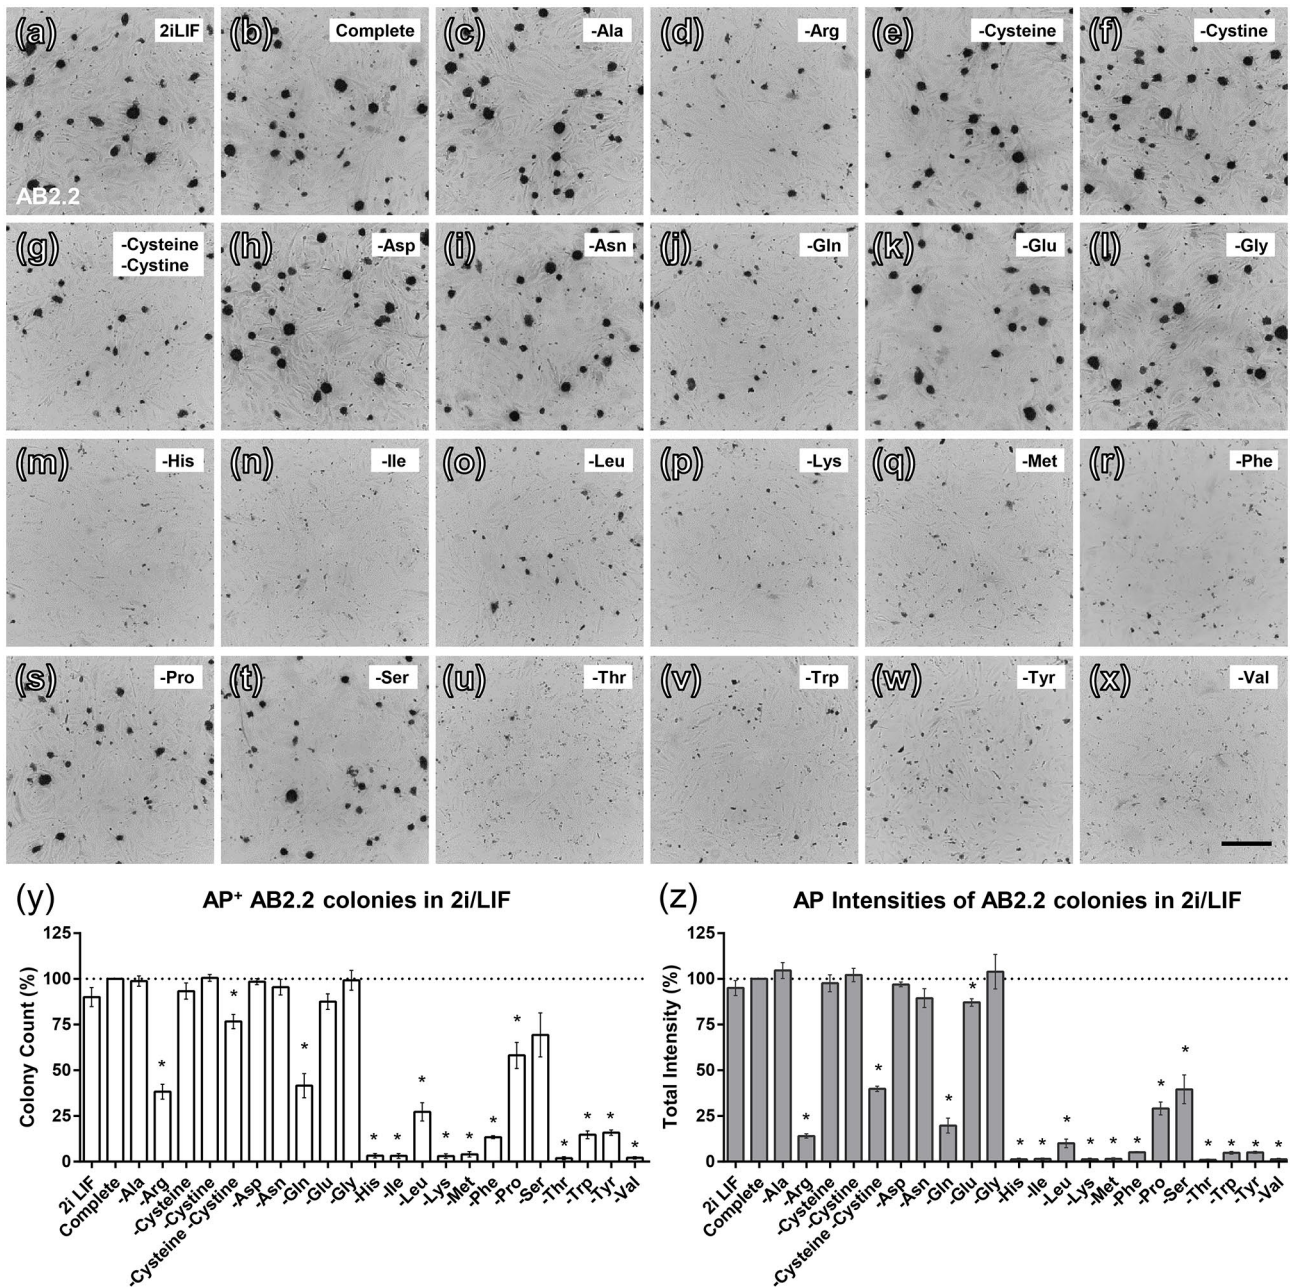 (a) 2iLIF
AB2.2
(b) Complete
(c) -Ala
(d) -Arg
(e) -Cysteine
(f) -Cystine
(g) -Cysteine
-Cystine
(h) -Asp
(i) -Asn
(j) -Gln
(k) -Glu
(l) -Gly
(m) -His
(n) -Ile
(o) -Leu
(p) -Lys
(q) -Met
(r) -Phe
(s) -Pro
(t) -Ser
(u) -Thr
(v) -Trp
(w) -Tyr
(x) -Val
(y) AP⁺ AB2.2 colonies in 2i/LIF
Colony Count (%)
125
100
75
50
25
0
* * * * * * * * * * * * * * *
2i LIF
Complete
-Ala
-Arg
-Cysteine
-Cystine
-Cysteine -Cystine
-Asp
-Asn
-Gln
-Glu
-Gly
-His
-Ile
-Leu
-Lys
-Met
-Phe
-Pro
-Ser
-Thr
-Trp
-Tyr
-Val
(z) AP Intensities of AB2.2 colonies in 2i/LIF
Total Intensity (%)
125
100
75
50
25
0
* * * * * * * * * * * * * * * *
2i LIF
Complete
-Ala
-Arg
-Cysteine
-Cystine
-Cysteine -Cystine
-Asp
-Asn
-Gln
-Glu
-Gly
-His
-Ile
-Leu
-Lys
-Met
-Phe
-Pro
-Ser
-Thr
-Trp
-Tyr
-Val